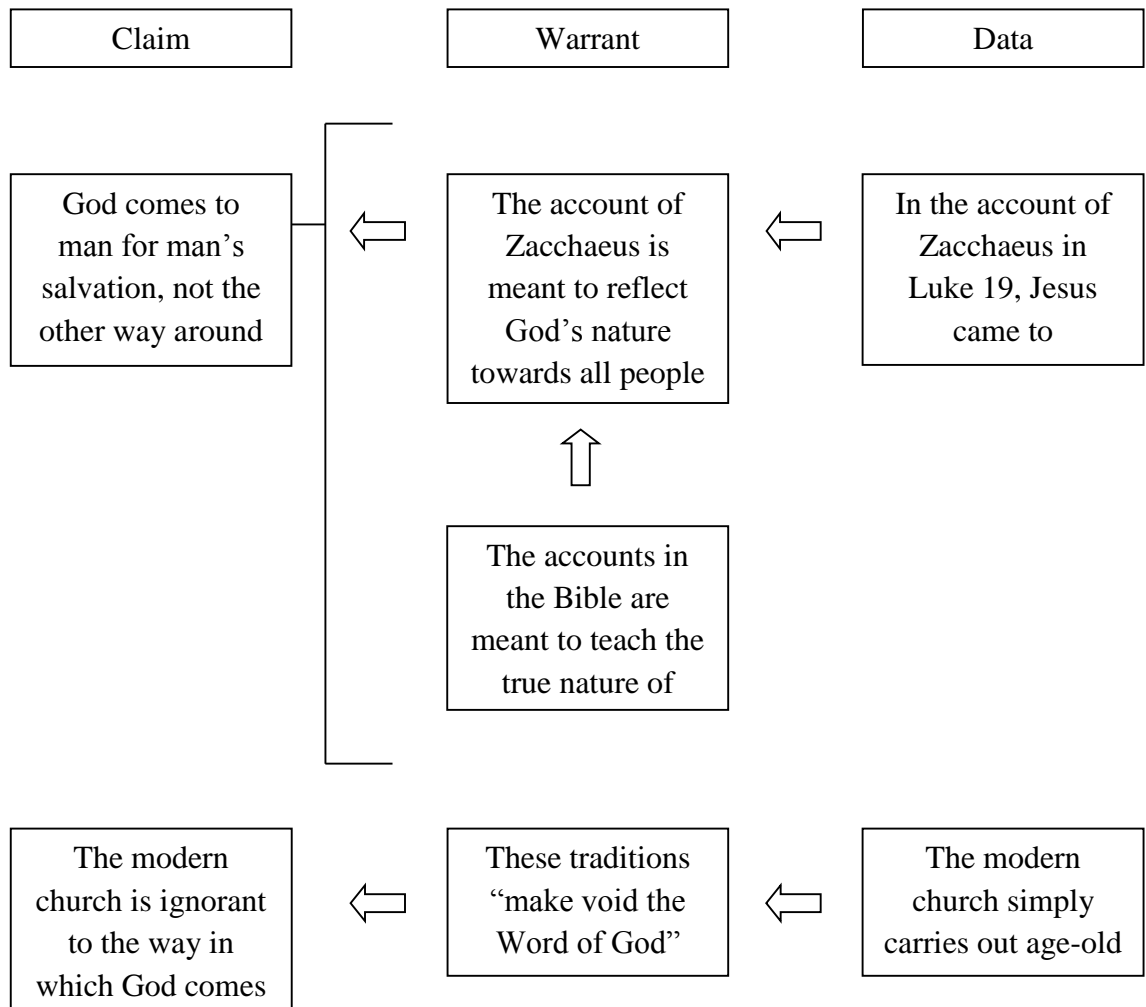 Claim
Warrant
Data
God comes to
man for man’s
salvation, not the
other way around
The account of
Zacchaeus is
meant to reflect
God’s nature
towards all people
In the account of
Zacchaeus in
Luke 19, Jesus
came to
The accounts in
the Bible are
meant to teach the
true nature of
The modern
church is ignorant
to the way in
which God comes
These traditions
“make void the
Word of God”
The modern
church simply
carries out age-old